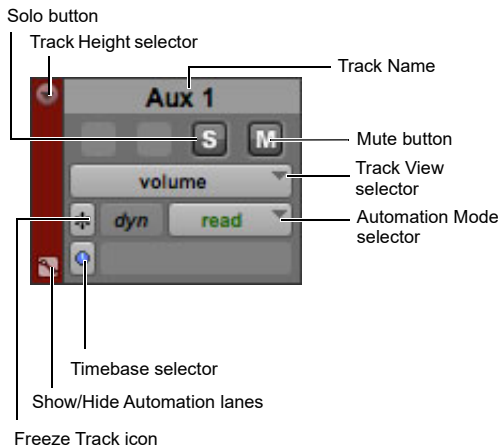 Solo button
Track Height selector
Track Name
Aux 1
S M
Mute button
volume
Track View
selector
dyn read
Automation Mode
selector
Timebase selector
Show/Hide Automation lanes
Freeze Track icon